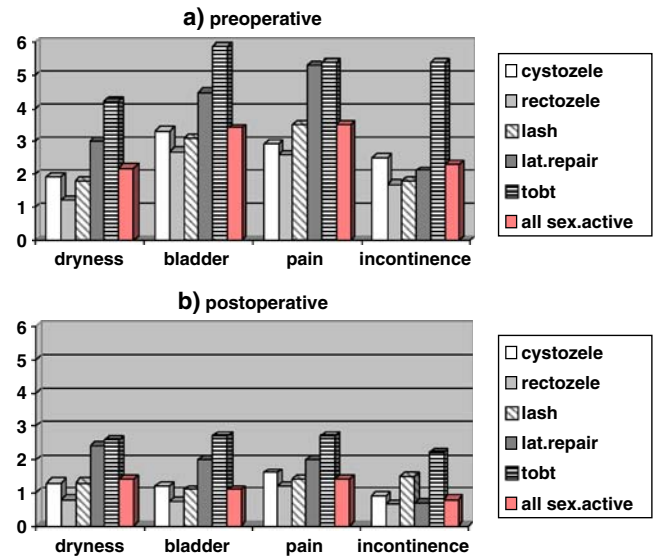 a) preoperative
6
5
4
3
2
1
0
dryness bladder pain incontinence
cystozele
rectozele
lash
lat.repair
tobt
all sex.active
b) postoperative
6
5
4
3
2
1
0
dryness bladder pain incontinence
cystozele
rectozele
lash
lat.repair
tobt
all sex.active